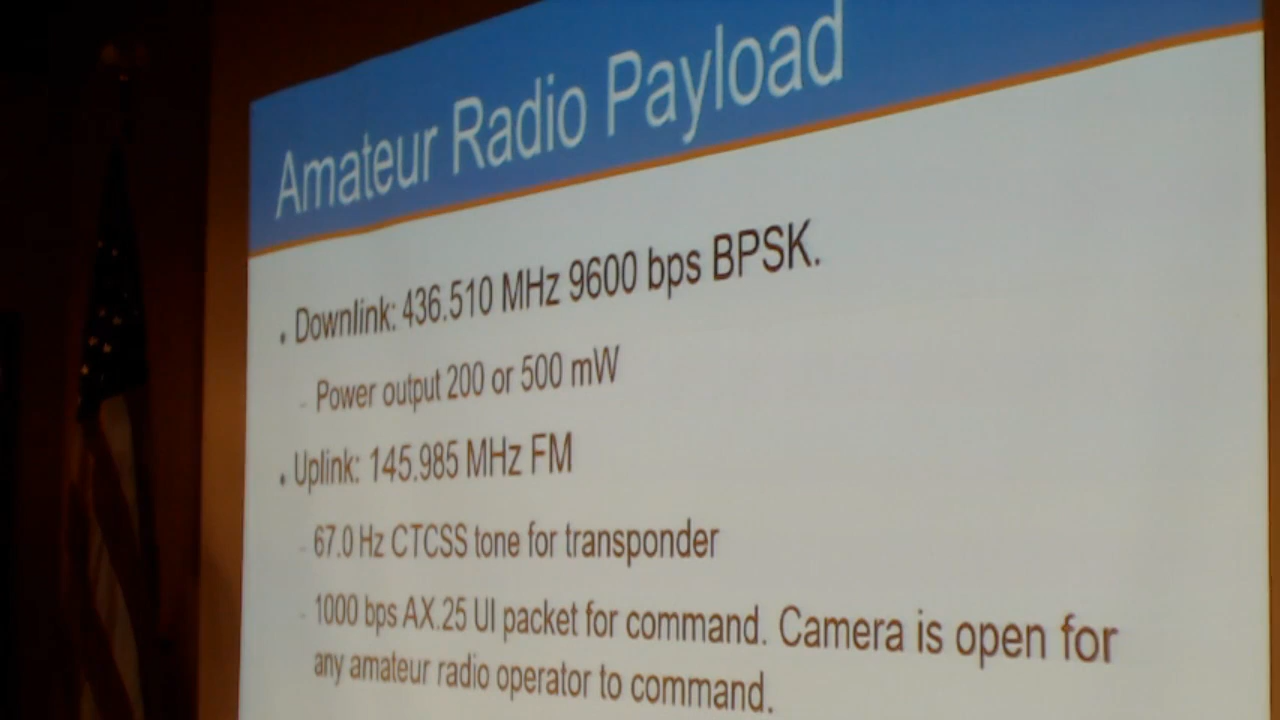 Amateur Radio Payload
• Downlink: 436.510 MHz 9600 bps BPSK.
- Power output 200 or 500 mW
• Uplink: 145.985 MHz FM
- 67.0 Hz CTCSS tone for transponder
- 1000 bps AX.25 UI packet for command. Camera is open for
any amateur radio operator to command.